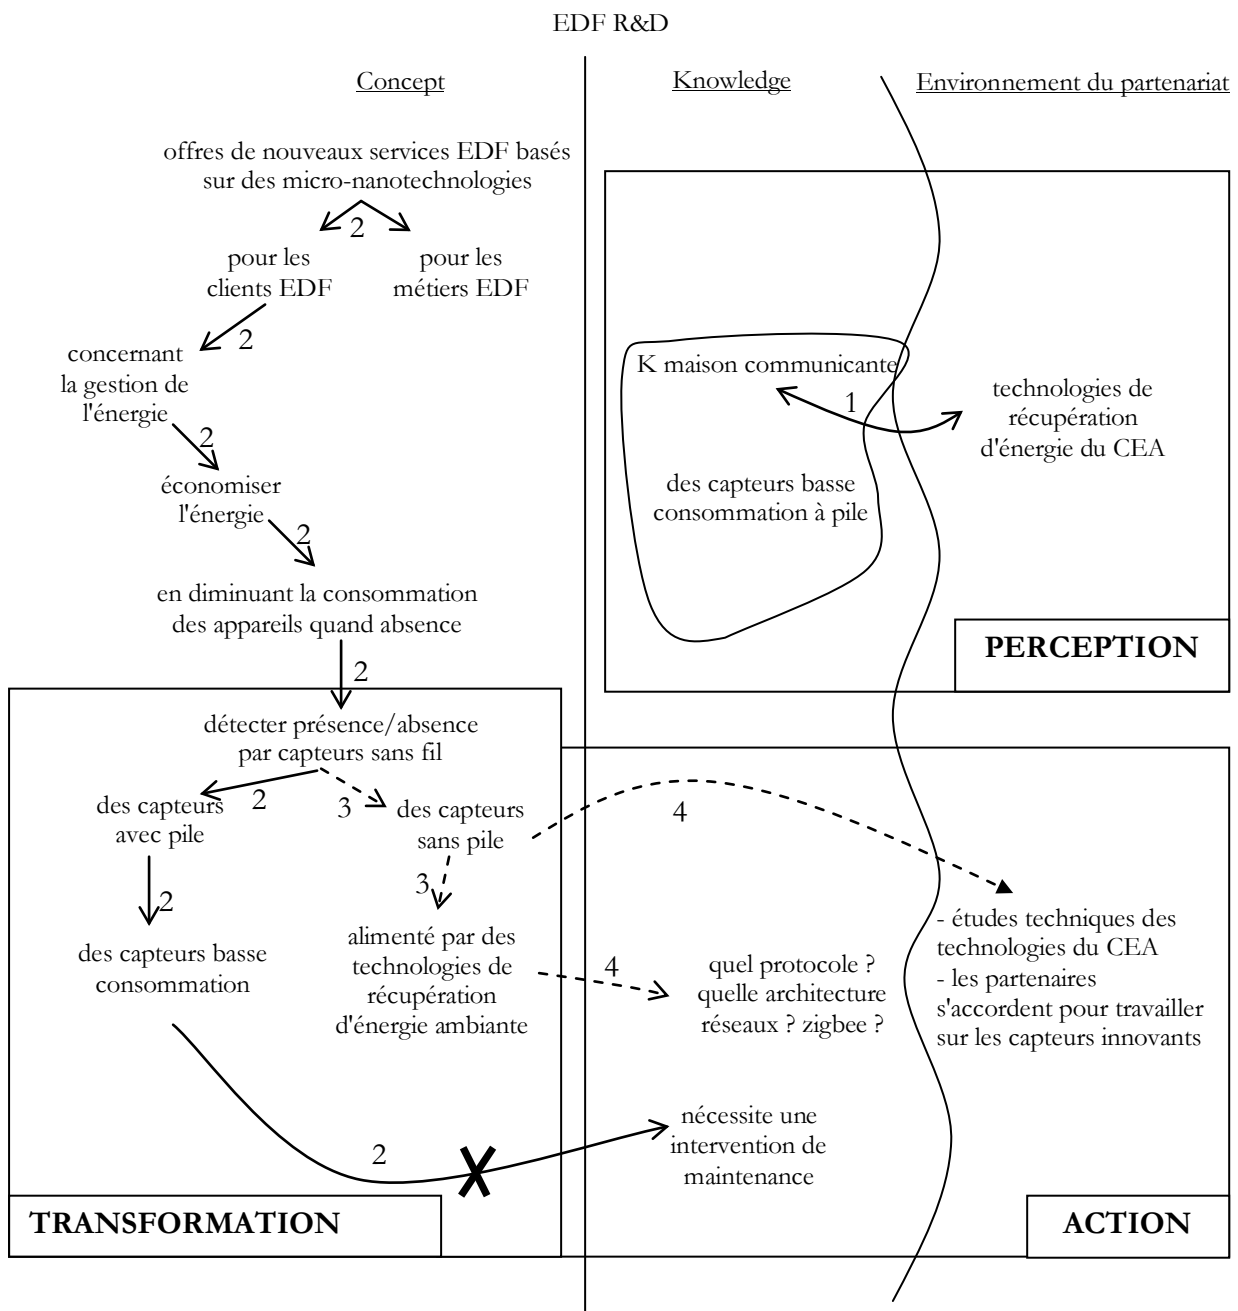 EDF R&D
Concept
Knowledge
Environnement du partenariat
offres de nouveaux services EDF basés
sur des micro-nanotechnologies
2
pour les
clients EDF
pour les
métiers EDF
2
concernant
la gestion de
l'énergie
2
économiser
l'énergie
2
en diminuant la consommation
des appareils quand absence
2
K maison communicante
1
des capteurs basse
consommation à pile
technologies de
récupération
d'énergie du CEA
PERCEPTION
détecter présence/absence
par capteurs sans fil
2
3
des capteurs
avec pile
des capteurs
sans pile
4
2
3
des capteurs basse
consommation
alimenté par des
technologies de
récupération
d'énergie ambiante
4
quel protocole ?
quelle architecture
réseaux ? zigbee ?
- études techniques des
technologies du CEA
- les partenaires
s'accordent pour travailler
sur les capteurs innovants
2
nécessite une
intervention de
maintenance
TRANSFORMATION
ACTION